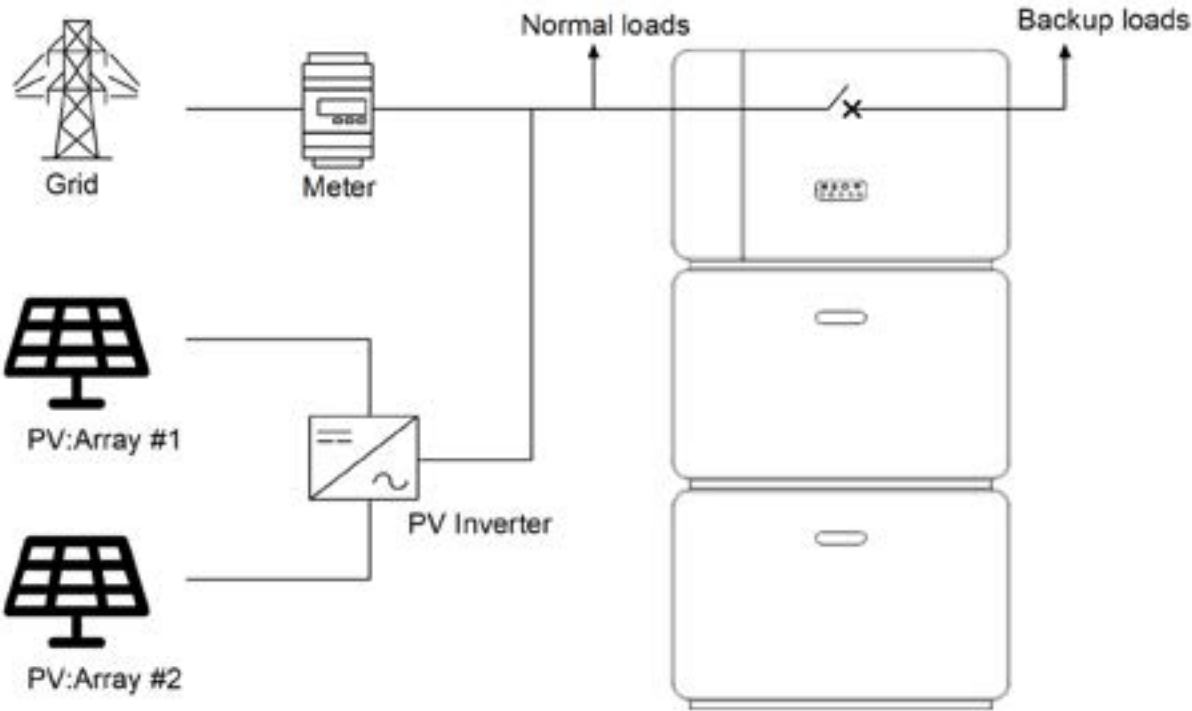 Normal loads
Backup loads
Grid
Meter
PV:Array #1
PV Inverter
PV:Array #2